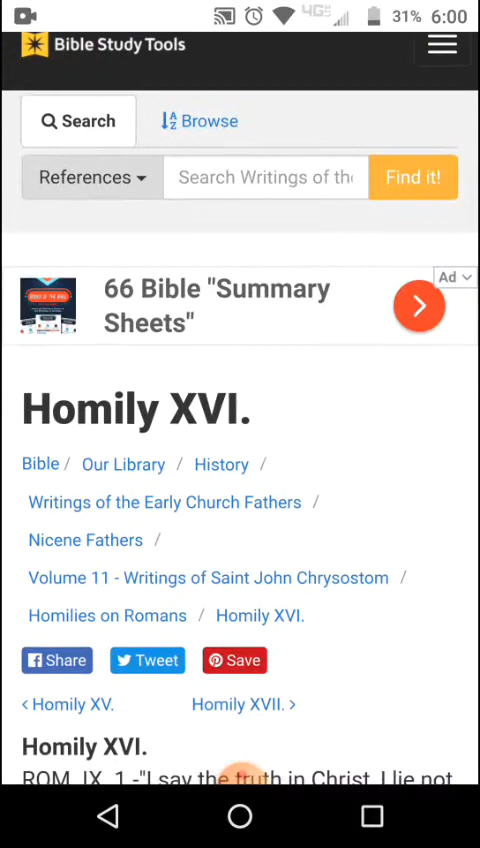 4G 31% 6:00
Bible Study Tools
Search Browse
References Search Writings of the Find it!
Ad
66 Bible "Summary
Sheets"
Homily XVI.
Bible / Our Library / History /
Writings of the Early Church Fathers /
Nicene Fathers /
Volume 11 - Writings of Saint John Chrysostom /
Homilies on Romans / Homily XVI.
Share Tweet Save
< Homily XV. Homily XVII. >
Homily XVI.
ROM. IX. 1.-"I say the truth in Christ, I lie not